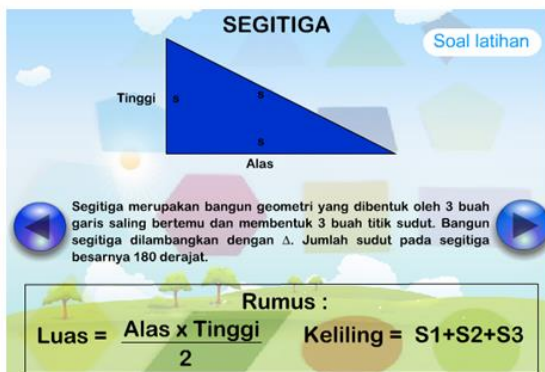 SEGITIGA
Soal latihan
Tinggi
s
s
s
Alas
Segitiga merupakan bangun geometri yang dibentuk oleh 3 buah
garis saling bertemu dan membentuk 3 buah titik sudut. Bangun
segitiga dilambangkan dengan Δ. Jumlah sudut pada segitiga
besarnya 180 derajat.
Rumus :
Luas = Alas x Tinggi
2
Keliling = S1+S2+S3